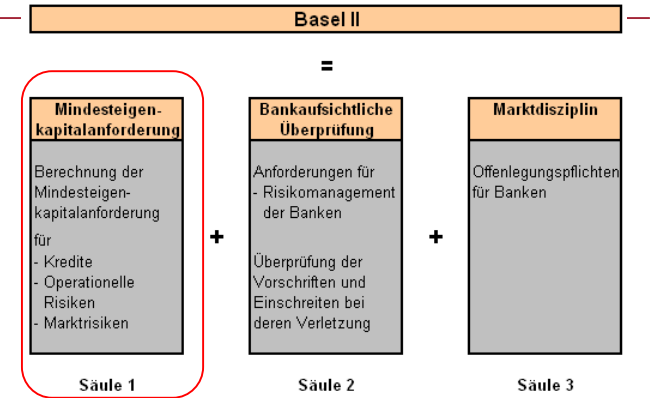 Basel II
=
Mindesteigen-
kapitalanforderung
Berechnung der
Mindesteigen-
kapitalanforderung
für
- Kredite
- Operationelle
Risiken
- Marktrisiken
Säule 1
+
Bankaufsichtliche
Überprüfung
Anforderungen für
- Risikomanagement
der Banken
Überprüfung der
Vorschriften und
Einschreiten bei
deren Verletzung
Säule 2
+
Marktdisziplin
Offenlegungspflichten
für Banken
Säule 3